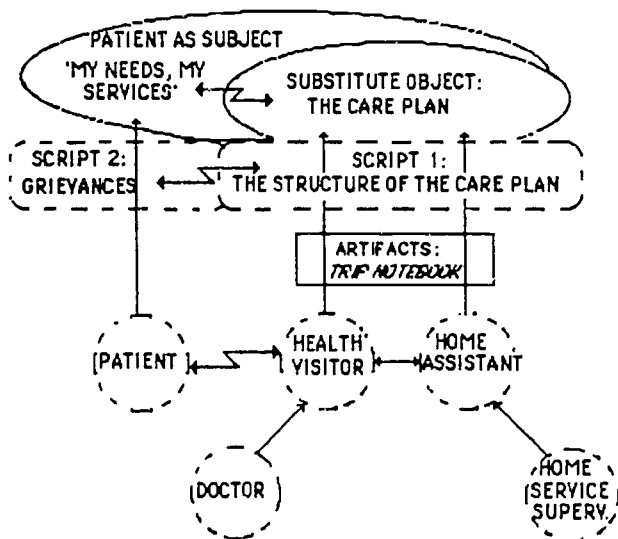 PATIENT AS SUBJECT
'MY NEEDS, MY
SERVICES'
SUBSTITUTE OBJECT:
THE CARE PLAN
SCRIPT 2:
GRIEVANCES
SCRIPT 1:
THE STRUCTURE OF THE CARE PLAN
ARTIFACTS:
TRIP NOTEBOOK
PATIENT
HEALTH
VISITOR
HOME
ASSISTANT
DOCTOR
HOME
SERVICE
SUPERV.